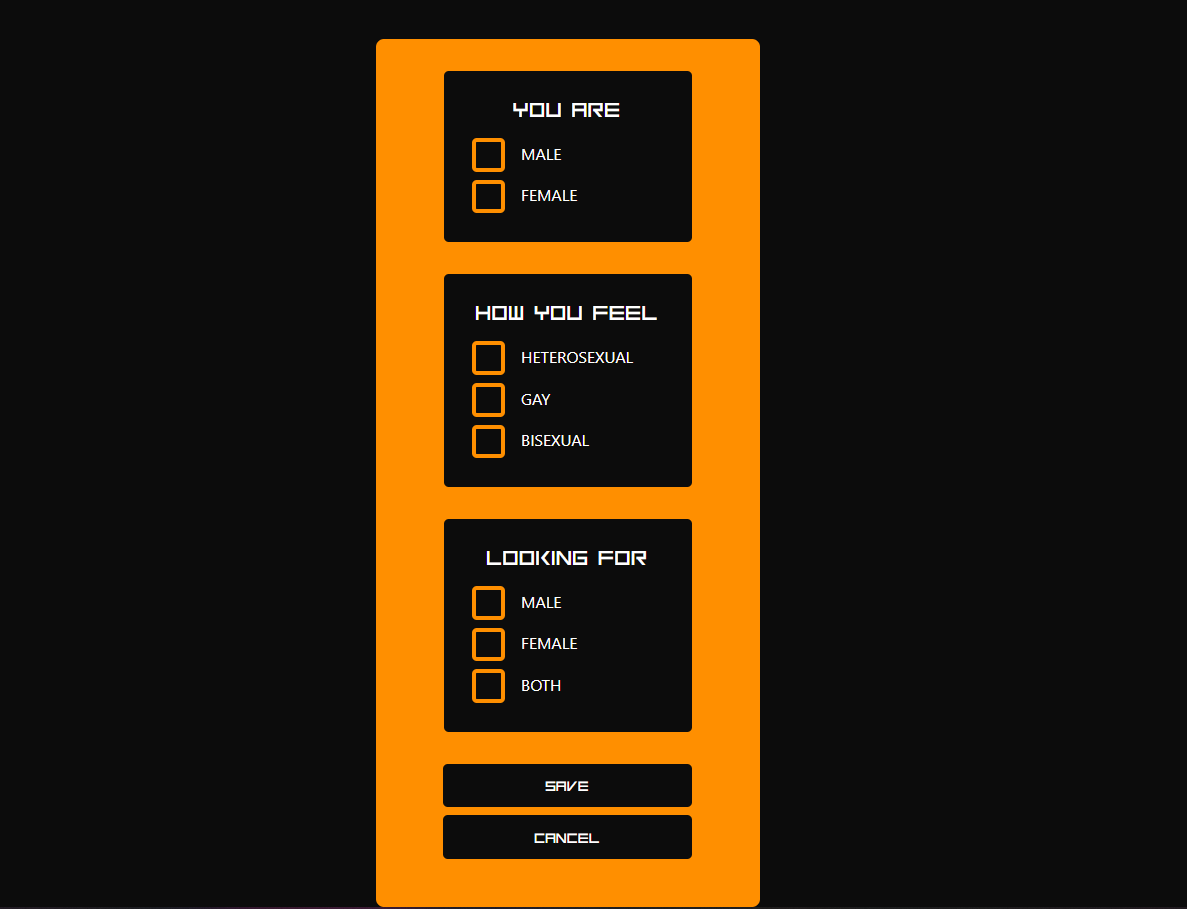 YOU ARE
MALE
FEMALE
HOW YOU FEEL
HETEROSEXUAL
GAY
BISEXUAL
LOOKING FOR
MALE
FEMALE
BOTH
SAVE
CANCEL